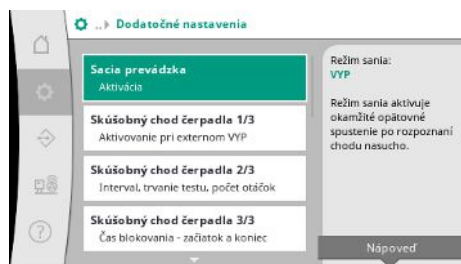 ..▸ Dodatočné nastavenia
Sacia prevádzka
Aktivácia
Skúšobný chod čerpadla 1/3
Aktivovanie pri externom VYP
Skúšobný chod čerpadla 2/3
Interval, trvanie testu, počet otáčok
Skúšobný chod čerpadla 3/3
Čas blokovania - začiatok a koniec
Režim sania:
VYP
Režim sania aktivuje
okamžité opätovné
spustenie po rozpoznaní
chodu nasucho.
Nápoveď